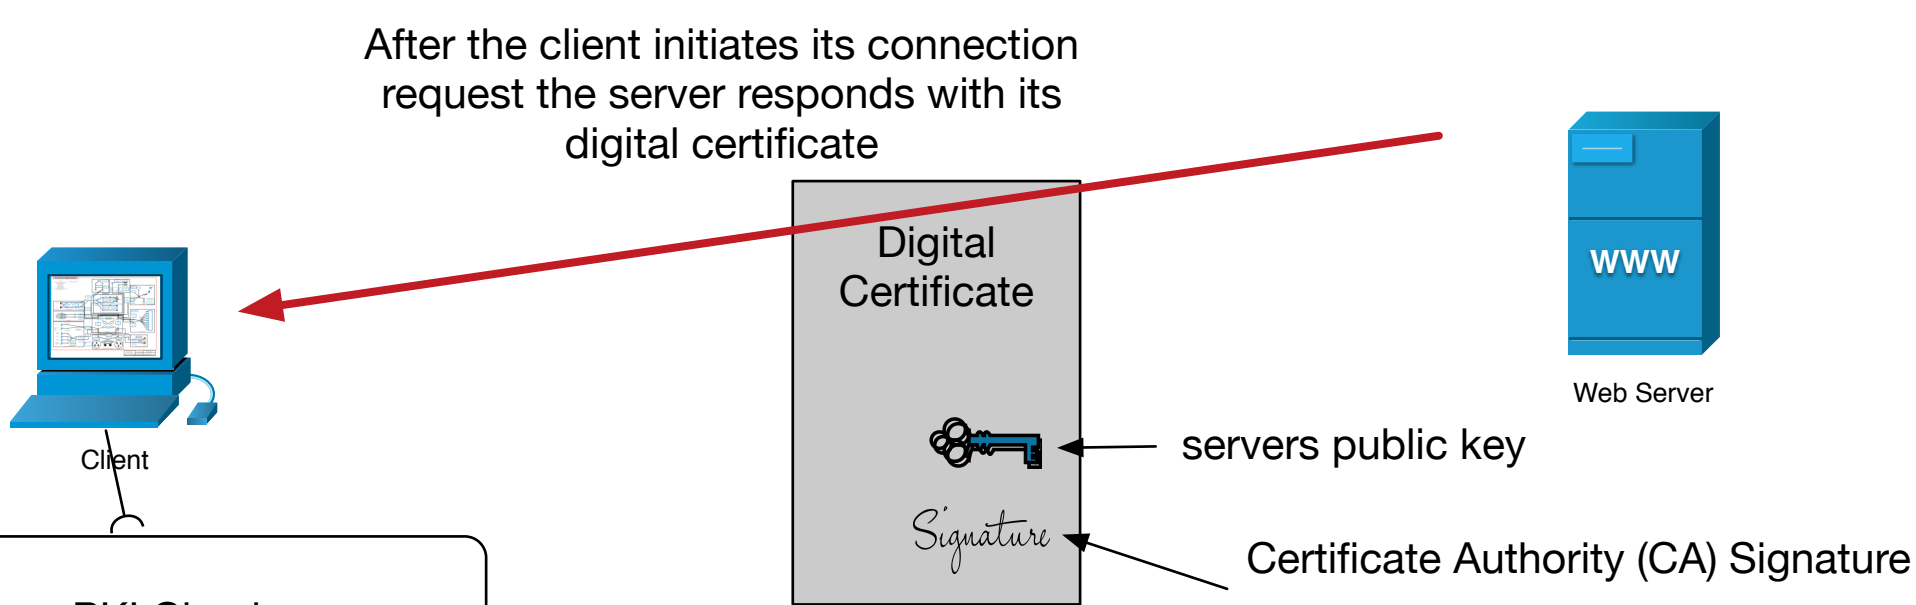 After the client initiates its connection
request the server responds with its
digital certificate
Digital
Certificate
WWW
Web Server
Client
servers public key
Signature
Certificate Authority (CA) Signature